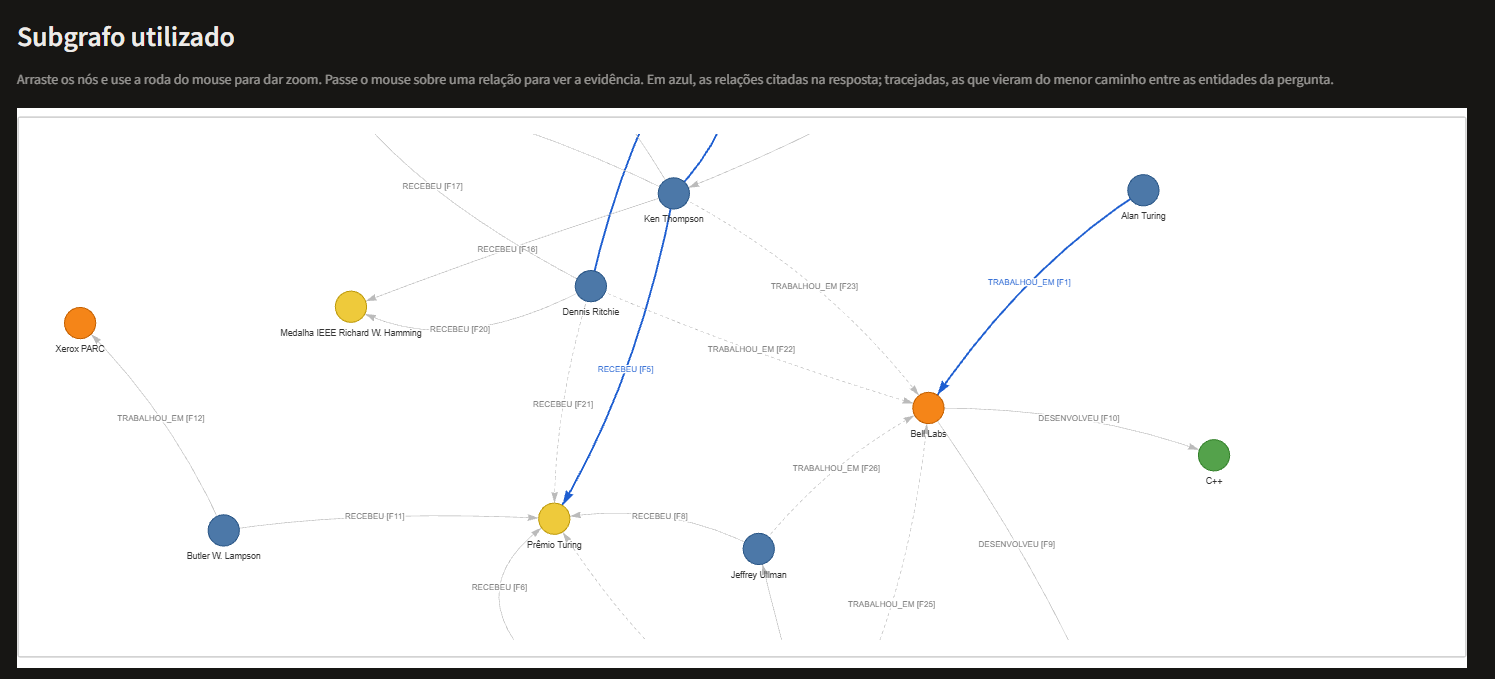 Subgrafo utilizado
Arraste os nós e use a roda do mouse para dar zoom. Passe o mouse sobre uma relação para ver a evidência. Em azul, as relações citadas na resposta; tracejadas, as que vieram do menor caminho entre as entidades da pergunta.
RECEBEU [F17]
Ken Thompson
Alan Turing
RECEBEU [F16]
TRABALHOU_EM [F1]
TRABALHOU_EM [F23]
Dennis Ritchie
Medalha IEEE Richard W. Hamming
RECEBEU [F20]
Xerox PARC
TRABALHOU_EM [F22]
RECEBEU [F5]
RECEBEU [F21]
TRABALHOU_EM [F12]
DESENVOLVEU [F10]
Bell Labs
TRABALHOU_EM [F26]
C++
RECEBEU [F11]
RECEBEU [F8]
Prêmio Turing
DESENVOLVEU [F9]
Butler W. Lampson
Jeffrey Ullman
RECEBEU [F6]
TRABALHOU_EM [F25]